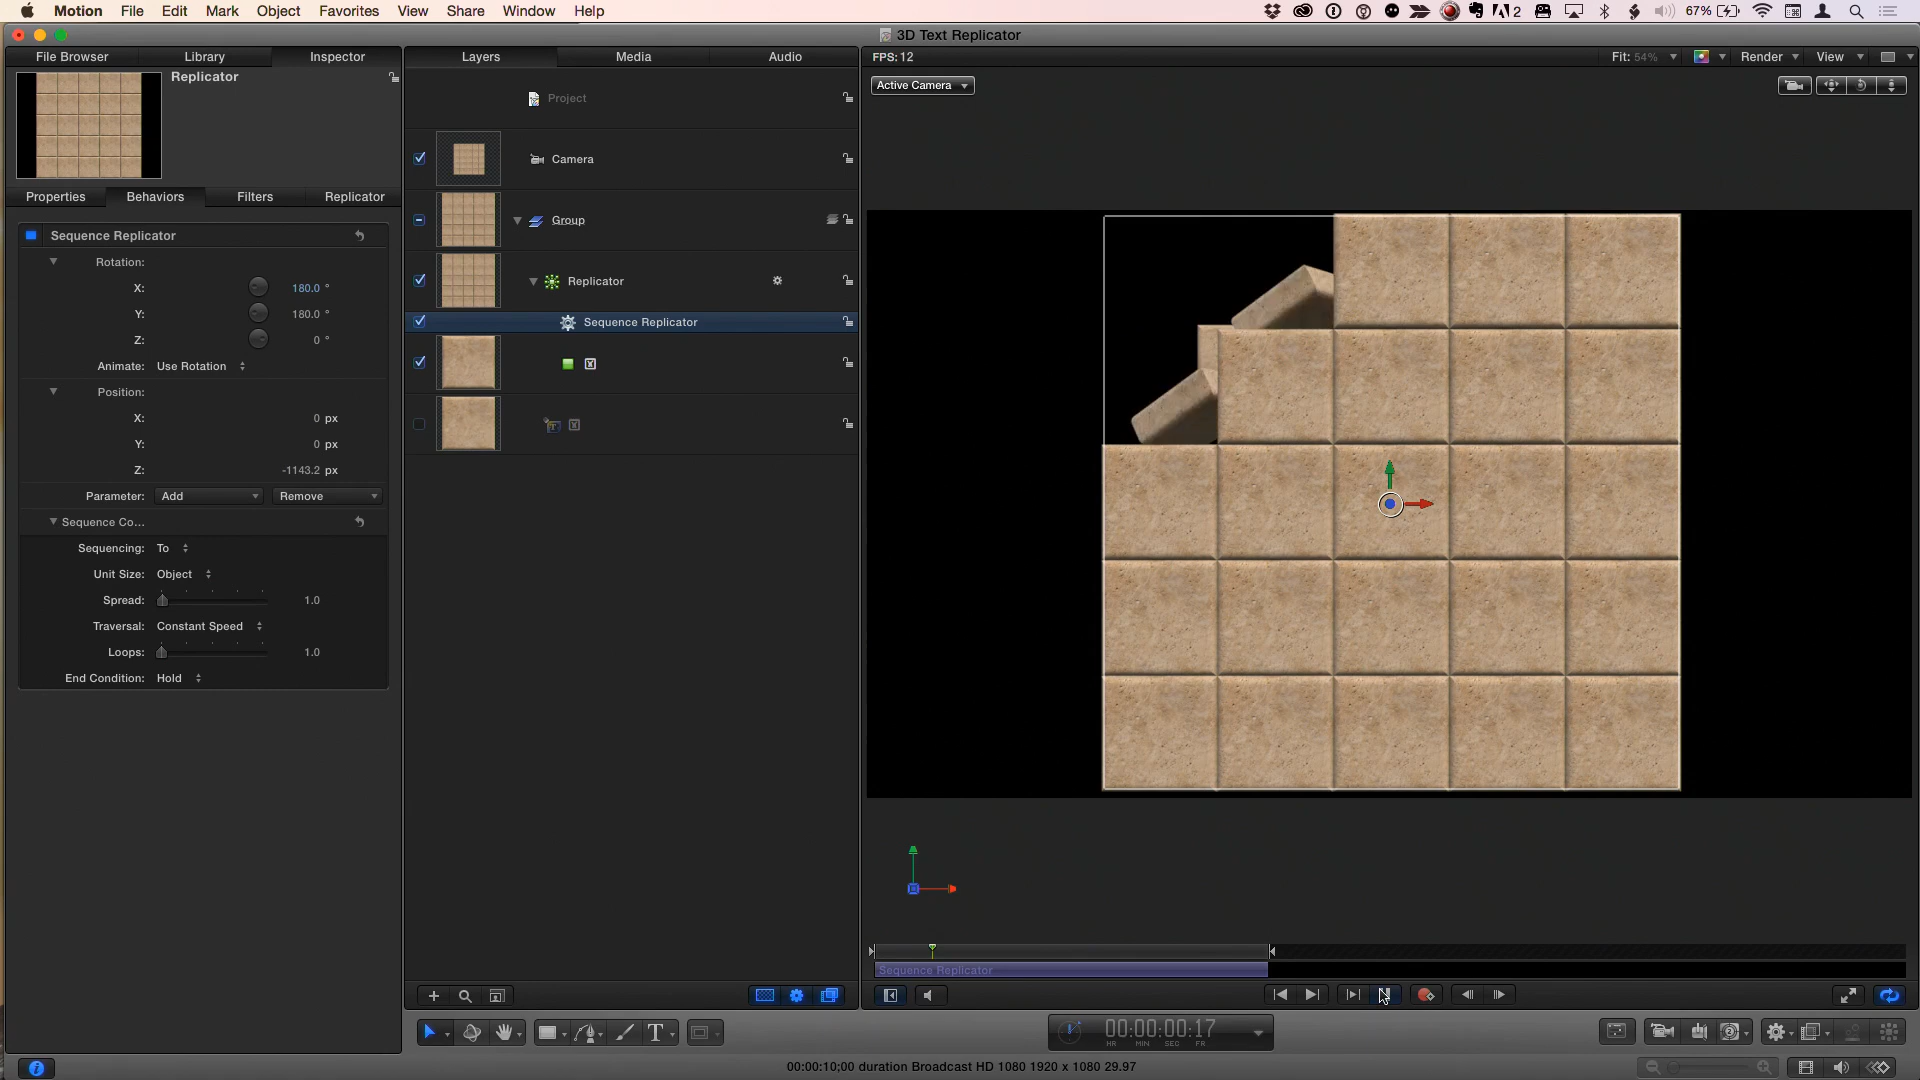 Motion File Edit Mark Object Favorites View Share Window Help 2 67%
3D Text Replicator
File Browser Library Inspector
Layers Media Audio
FPS: 12 Fit: 54% Render View
Replicator
Active Camera
Project
Camera
Properties Behaviors Filters Replicator
Group
Sequence Replicator
Rotation:
X: 180.0 °
Y: 180.0 °
Z: 0 °
Animate: Use Rotation
Position:
X: 0 px
Y: 0 px
Z: -1143.2 px
Parameter: Add Remove
Sequence Co...
Sequencing: To
Unit Size: Object
Spread: 1.0
Traversal: Constant Speed
Loops: 1.0
End Condition: Hold
Replicator
Sequence Replicator
X
T X
Sequence Replicator
T
00:00:00:17
HR MIN SEC FR
00:00:10;00 duration Broadcast HD 1080 1920 x 1080 29.97